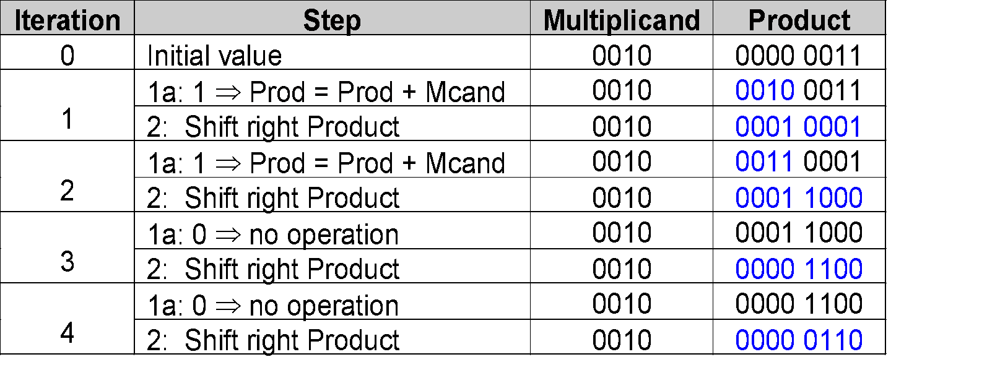 Iteration Step Multiplicand Product
0 Initial value 0010 0000 0011
1a: 1 ⇒ Prod = Prod + Mcand 0010 0010 0011
1
2: Shift right Product 0010 0001 0001
1a: 1 ⇒ Prod = Prod + Mcand 0010 0011 0001
2
2: Shift right Product 0010 0001 1000
1a: 0 ⇒ no operation 0010 0001 1000
3
2: Shift right Product 0010 0000 1100
1a: 0 ⇒ no operation 0010 0000 1100
4
2: Shift right Product 0010 0000 0110